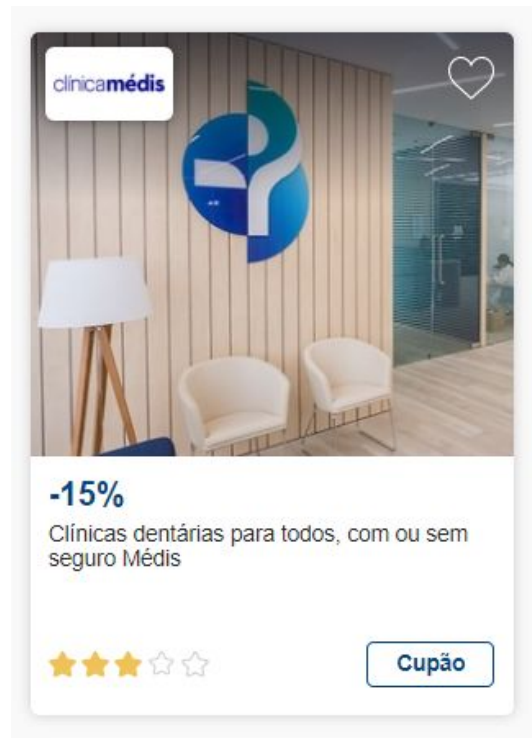 clínicamédis
-15%
Clínicas dentárias para todos, com ou sem
seguro Médis
Cupão